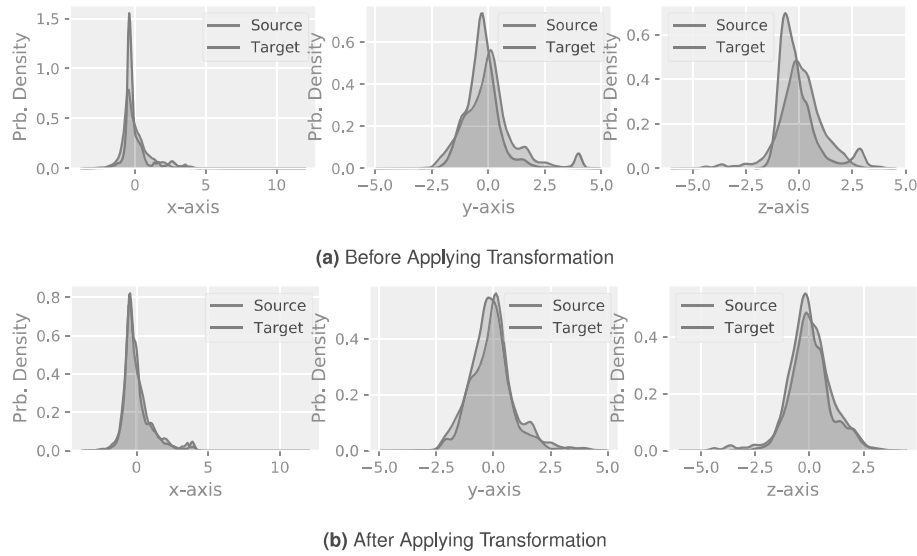 Prb. Density
1.5
1.0
0.5
0.0
Source
Target
0 5 10
x-axis
Prb. Density
0.6
0.4
0.2
0.0
Source
Target
−5.0 −2.5 0.0 2.5 5.0
y-axis
Prb. Density
0.6
0.4
0.2
0.0
Source
Target
−5.0 −2.5 0.0 2.5
z-axis
(a) Before Applying Transformation
Prb. Density
0.8
0.6
0.4
0.2
0.0
Source
Target
0 5 10
x-axis
Prb. Density
0.4
0.2
0.0
Source
Target
−5.0 −2.5 0.0 2.5 5.0
y-axis
Prb. Density
0.4
0.2
0.0
Source
Target
−5.0 −2.5 0.0 2.5
z-axis
(b) After Applying Transformation